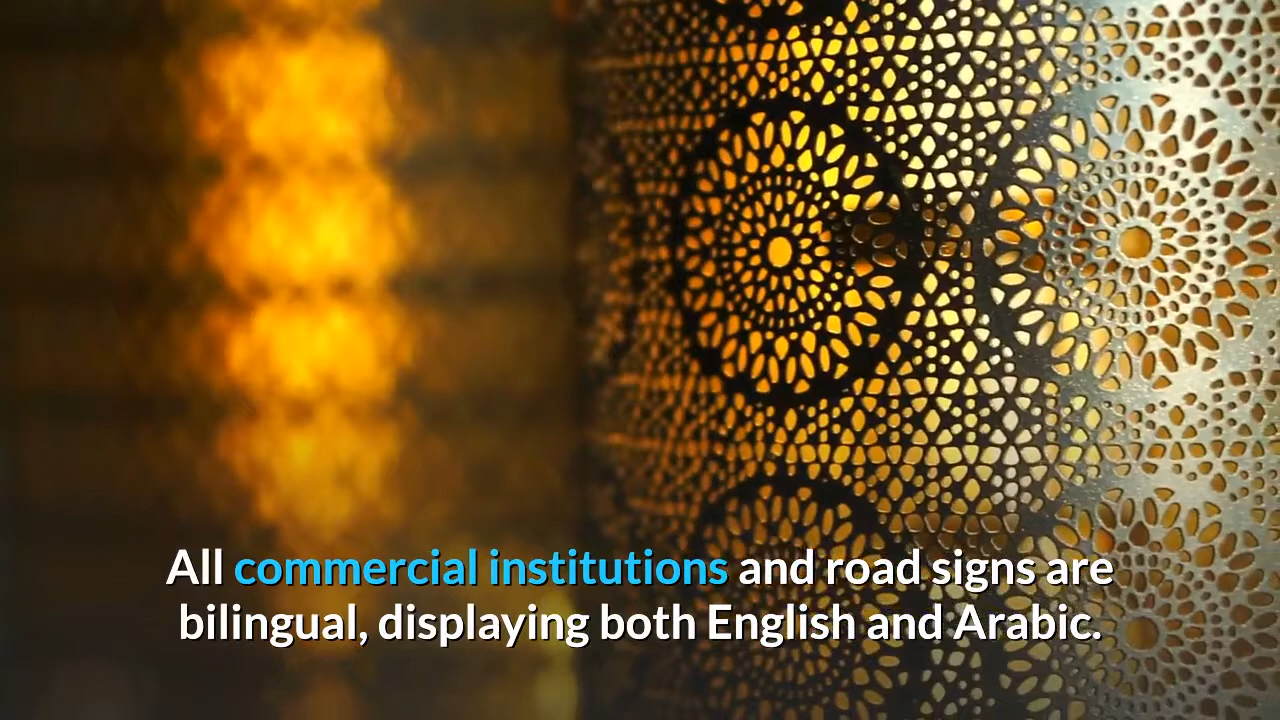 All commercial institutions and road signs are
bilingual, displaying both English and Arabic.